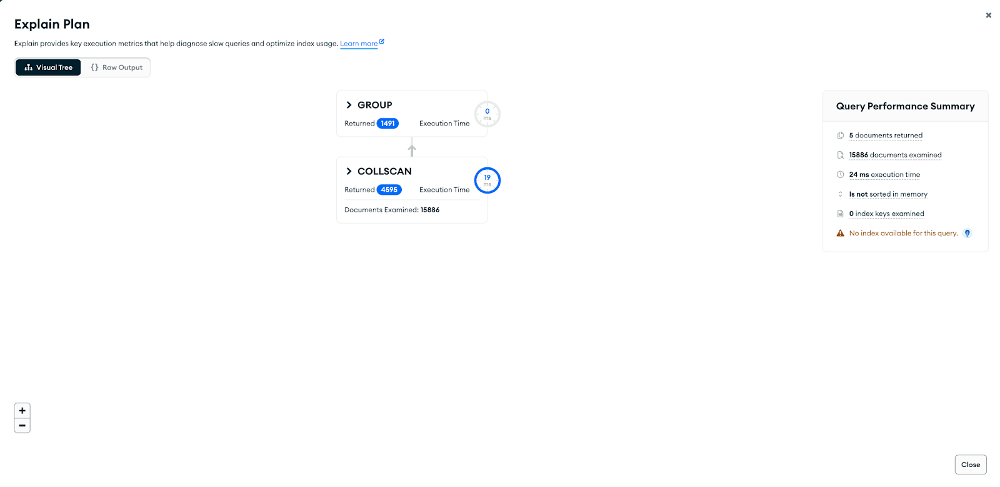 Explain Plan
Explain provides key execution metrics that help diagnose slow queries and optimize index usage. Learn more
Visual Tree
{} Raw Output
GROUP
Returned 1491 Execution Time
0 ms
COLLSCAN
Returned 4595 Execution Time
19 ms
Documents Examined: 15886
Query Performance Summary
5 documents returned
15886 documents examined
24 ms execution time
Is not sorted in memory
0 index keys examined
No index available for this query.
+
−
Close